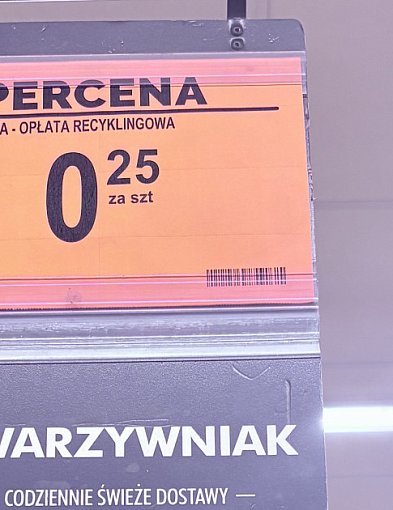 PERCENA
A - OPŁATA RECYKLINGOWA
0 25
za szt
WARZYWNIAK
CODZIENNIE ŚWIEŻE DOSTAWY —